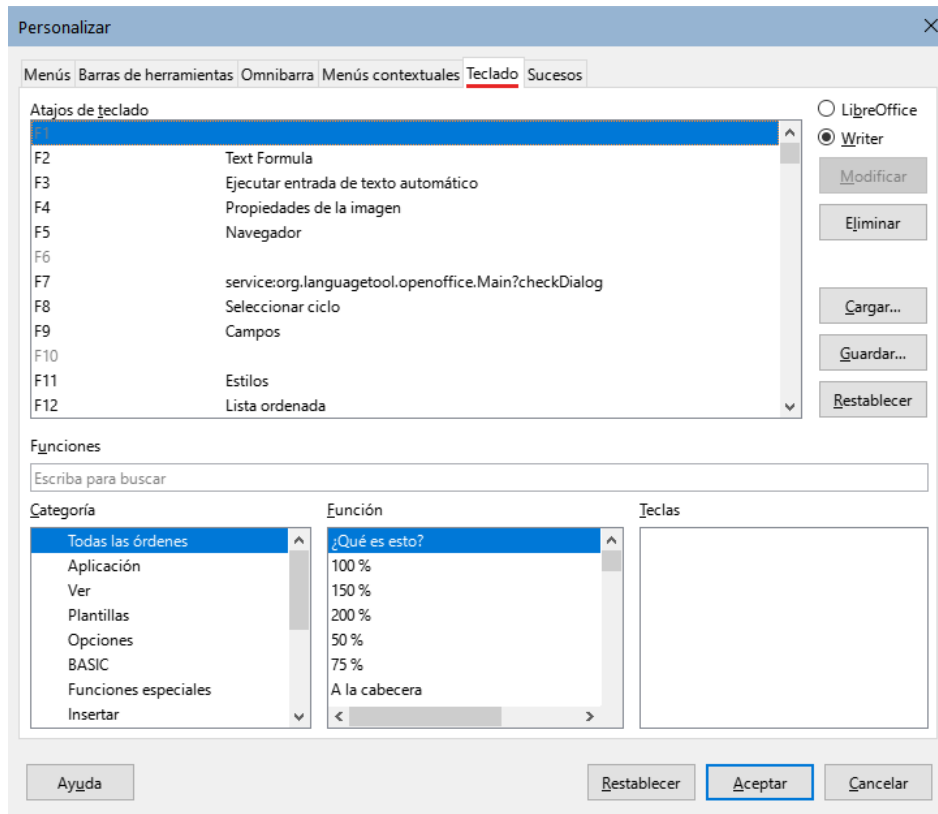 Personalizar
Menús Barras de herramientas Omnibarra Menús contextuales Teclado Sucesos
Atajos de teclado
F1
F2 Text Formula
F3 Ejecutar entrada de texto automático
F4 Propiedades de la imagen
F5 Navegador
F6
F7 service:org.languagetool.openoffice.Main?checkDialog
F8 Seleccionar ciclo
F9 Campos
F10
F11 Estilos
F12 Lista ordenada
LibreOffice
Writer
Modificar
Eliminar
Cargar...
Guardar...
Restablecer
Funciones
Escriba para buscar
Categoría
Todas las órdenes
Aplicación
Ver
Plantillas
Opciones
BASIC
Funciones especiales
Insertar
Función
¿Qué es esto?
100 %
150 %
200 %
50 %
75 %
A la cabecera
Teclas
Ayuda
Restablecer
Aceptar
Cancelar